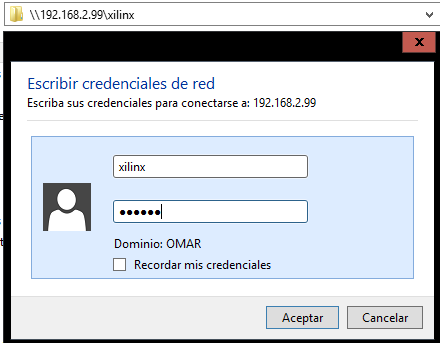 \\192.168.2.99\xilinx
x
Escribir credenciales de red
Escriba sus credenciales para conectarse a: 192.168.2.99
xilinx
●●●●●●
Dominio: OMAR
Recordar mis credenciales
Aceptar
Cancelar